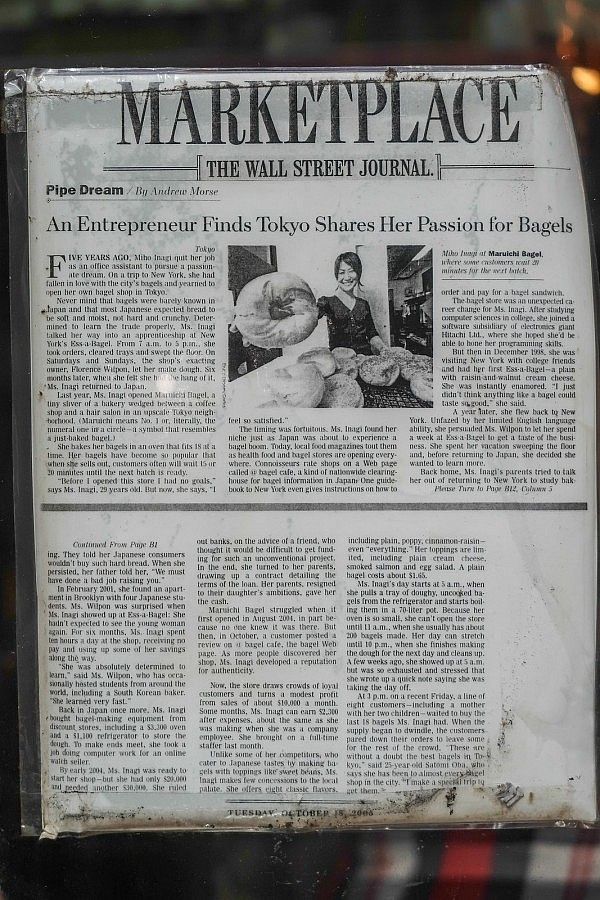 MARKETPLACE
THE WALL STREET JOURNAL.
Pipe Dream / By Andrew Morse
An Entrepreneur Finds Tokyo Shares Her Passion for Bagels
Tokyo
FIVE YEARS AGO, Miho Inagi quit her job
as an office assistant to pursue a passion-
ate dream. On a trip to New York, she had
fallen in love with the city's bagels and yearned to
open her own bagel shop in Tokyo.
Never mind that bagels were barely known in
Japan and that most Japanese expected bread to
be soft and moist, not hard and crunchy. Deter-
mined to learn the trade properly, Ms. Inagi
talked her way into an apprenticeship at New
York's Ess-a-Bagel. From 7 a.m. to 5 p.m., she
took orders, cleared trays and swept the floor. On
Saturdays and Sundays, the shop's exacting
owner, Florence Wilpon, let her make dough. Six
months later, when she felt she had the hang of it,
Ms. Inagi returned to Japan.
Last year, Ms. Inagi opened Maruichi Bagel, a
tiny sliver of a bakery wedged between a coffee
shop and a hair salon in an upscale Tokyo neigh-
borhood. (Maruichi means No. 1 or, literally, the
numeral one in a circle—a symbol that resembles
a just-baked bagel.)
She bakes her bagels in an oven that fits 18 at a
time. Her bagels have become so popular that
when she sells out, customers often will wait 15 or
20 minutes until the next batch is ready.
"Before I opened this store I had no goals,"
says Ms. Inagi, 29 years old. But now, she says, "I
feel so satisfied."
The timing was fortuitous. Ms. Inagi found her
niche just as Japan was about to experience a
bagel boom. Today, local food magazines tout them
as health food and bagel stores are opening every-
where. Connoisseurs rate shops on a Web page
called @ bagel cafe, a kind of nationwide clearing-
house for bagel information in Japan. One guide-
book to New York even gives instructions on how to
Miho Inagi at Maruichi Bagel,
where some customers wait 20
minutes for the next batch.
order and pay for a bagel sandwich.
The bagel store was an unexpected ca-
reer change for Ms. Inagi. After studying
computer sciences in college, she joined a
software subsidiary of electronics giant
Hitachi Ltd., where she hoped she'd be
able to hone her programming skills.
But then in December 1998, she was
visiting New York with college friends
and had her first Ess-a-Bagel—a plain
with raisin-and-walnut cream cheese.
She was instantly enamored. "I just
didn't think anything like a bagel could
taste so good," she said.
A year later, she flew back to New
York. Unfazed by her limited English language
ability, she persuaded Ms. Wilpon to let her spend
a week at Ess-a-Bagel to get a taste of the busi-
ness. She spent her vacation sweeping the floor
and, before returning to Japan, she decided she
wanted to learn more.
Back home, Ms. Inagi's parents tried to talk
her out of returning to New York to study bak-
Please Turn to Page B12, Column 5
Continued From Page B1
ing. They told her Japanese consumers
wouldn't buy such hard bread. When she
persisted, her father told her, "We must
have done a bad job raising you."
In February 2001, she found an apart-
ment in Brooklyn with four Japanese stu-
dents. Ms. Wilpon was surprised when
Ms. Inagi showed up at Ess-a-Bagel: She
hadn't expected to see the young woman
again. For six months, Ms. Inagi spent
ten hours a day at the shop, receiving no
pay and using up some of her savings
along the way.
"She was absolutely determined to
learn," said Ms. Wilpon, who has occa-
sionally hosted students from around the
world, including a South Korean baker.
"She learned very fast."
Back in Japan once more, Ms. Inagi
bought bagel-making equipment from
discount stores, including a $3,300 oven
and a $1,100 refrigerator to store the
dough. To make ends meet, she took a
job doing computer work for an online
watch seller.
By early 2004, Ms. Inagi was ready to
start her shop—but she had only $20,000
and needed another $30,000. She ruled
out banks, on the advice of a friend, who
thought it would be difficult to get fund-
ing for such an unconventional project.
In the end, she turned to her parents,
drawing up a contract detailing the
terms of the loan. Her parents, resigned
to their daughter's ambitions, gave her
the cash.
Maruichi Bagel struggled when it
first opened in August 2004, in part be-
cause no one knew it was there. But
then, in October, a customer posted a
review on @ bagel cafe, the bagel Web
page. As more people discovered her
shop, Ms. Inagi developed a reputation
for authenticity.
Now, the store draws crowds of loyal
customers and turns a modest profit
from sales of about $10,000 a month.
Some months, Ms. Inagi can earn $2,300
after expenses, about the same as she
was making when she was a company
employee. She brought on a full-time
staffer last month.
Unlike some of her competitors, who
cater to Japanese tastes by making ba-
gels with toppings like sweet beans, Ms.
Inagi makes few concessions to the local
palate. She offers eight classic flavors,
including plain, poppy, cinnamon-raisin—
even "everything." Her toppings are lim-
ited, including plain cream cheese,
smoked salmon and egg salad. A plain
bagel costs about $1.65.
Ms. Inagi's day starts at 5 a.m., when
she pulls a tray of doughy, uncooked ba-
gels from the refrigerator and starts boil-
ing them in a 70-liter pot. Because her
oven is so small, she can't open the store
until 11 a.m., when she usually has about
200 bagels made. Her day can stretch
until 10 p.m., when she finishes making
the dough for the next day and cleans up.
A few weeks ago, she showed up at 5 a.m.
but was so exhausted and stressed that
she wrote up a quick note saying she was
taking the day off.
At 3 p.m. on a recent Friday, a line of
eight customers—including a mother
with her two children—waited to buy the
last 18 bagels Ms. Inagi had. When the
supply began to dwindle, the customers
pared down their orders to leave some
for the rest of the crowd. "These are
without a doubt the best bagels in To-
kyo," said 25-year-old Satomi Oba, who
says she has been to almost every bagel
shop in the city. "I make a special trip to
get them."
TUESDAY, OCTOBER 18, 2005